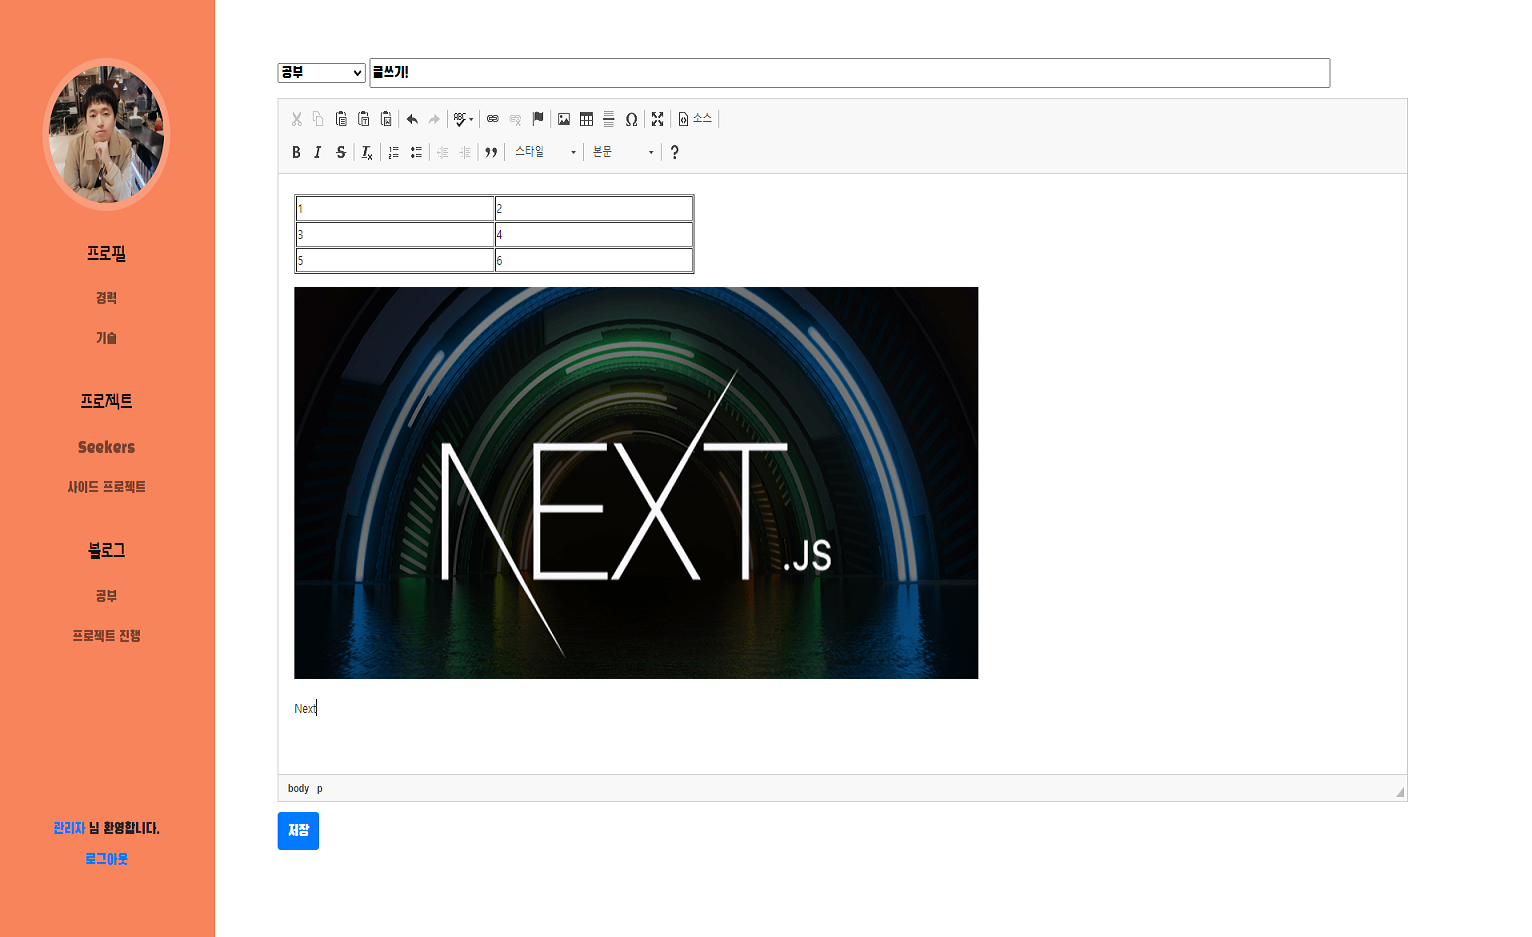 프로필
경력
기술
프로젝트
Seekers
사이드 프로젝트
블로그
공부
프로젝트 진행
관리자 님 환영합니다.
로그아웃
공부 글쓰기!
ABC 소스
B I S Ix 스타일 본문 ?
1 2
3 4
5 6
NEXT.JS
Next
body p
저장